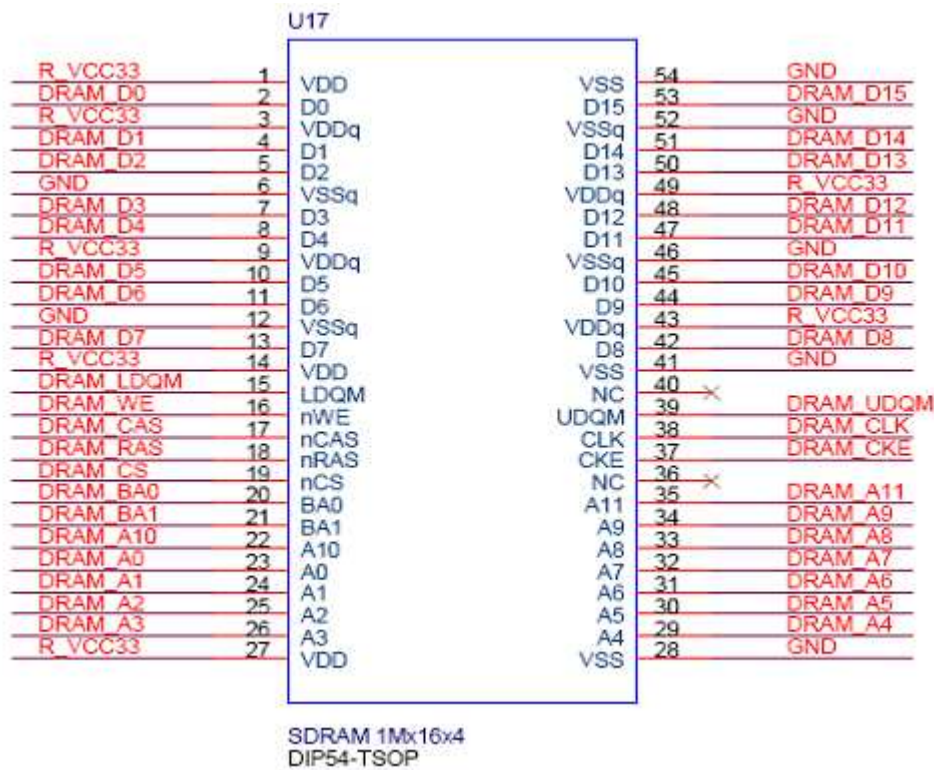 U17
R_VCC33 1 VDD VSS 54 GND
DRAM_D0 2 D0 D15 53 DRAM_D15
R_VCC33 3 VDDq VSSq 52 GND
DRAM_D1 4 D1 D14 51 DRAM_D14
DRAM_D2 5 D2 D13 50 DRAM_D13
GND 6 VSSq VDDq 49 R_VCC33
DRAM_D3 7 D3 D12 48 DRAM_D12
DRAM_D4 8 D4 D11 47 DRAM_D11
R_VCC33 9 VDDq VSSq 46 GND
DRAM_D5 10 D5 D10 45 DRAM_D10
DRAM_D6 11 D6 D9 44 DRAM_D9
GND 12 VSSq VDDq 43 R_VCC33
DRAM_D7 13 D7 D8 42 DRAM_D8
R_VCC33 14 VDD VSS 41 GND
DRAM_LDQM 15 LDQM NC 40
DRAM_WE 16 nWE UDQM 39 DRAM_UDQM
DRAM_CAS 17 nCAS CLK 38 DRAM_CLK
DRAM_RAS 18 nRAS CKE 37 DRAM_CKE
DRAM_CS 19 nCS NC 36
DRAM_BA0 20 BA0 A11 35 DRAM_A11
DRAM_BA1 21 BA1 A9 34 DRAM_A9
DRAM_A10 22 A10 A8 33 DRAM_A8
DRAM_A0 23 A0 A7 32 DRAM_A7
DRAM_A1 24 A1 A6 31 DRAM_A6
DRAM_A2 25 A2 A5 30 DRAM_A5
DRAM_A3 26 A3 A4 29 DRAM_A4
R_VCC33 27 VDD VSS 28 GND
SDRAM 1Mx16x4
DIP54-TSOP